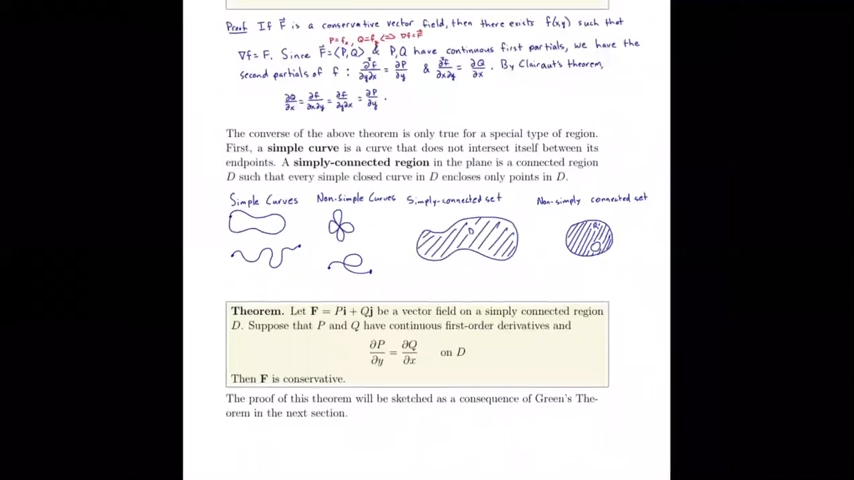 Proof If F⃗ is a conservative vector field, then there exists f(x,y) such that
P=fₓ, Q=f_y <=> ∇f=F⃗
∇f=F. Since F⃗=⟨P,Q⟩ & P,Q have continuous first partials, we have the
second partials of f : ∂²f/∂y∂x = ∂P/∂y & ∂²f/∂x∂y = ∂Q/∂x. By Clairaut's theorem,
∂Q/∂x = ∂f/∂x∂y = ∂f/∂y∂x = ∂P/∂y.
The converse of the above theorem is only true for a special type of region.
First, a simple curve is a curve that does not intersect itself between its
endpoints. A simply-connected region in the plane is a connected region
D such that every simple closed curve in D encloses only points in D.
Simple Curves Non-Simple Curves Simply-connected set Non-simply connected set
D
Theorem. Let F = Pi + Qj be a vector field on a simply connected region
D. Suppose that P and Q have continuous first-order derivatives and
∂P/∂y = ∂Q/∂x on D
Then F is conservative.
The proof of this theorem will be sketched as a consequence of Green's The-
orem in the next section.